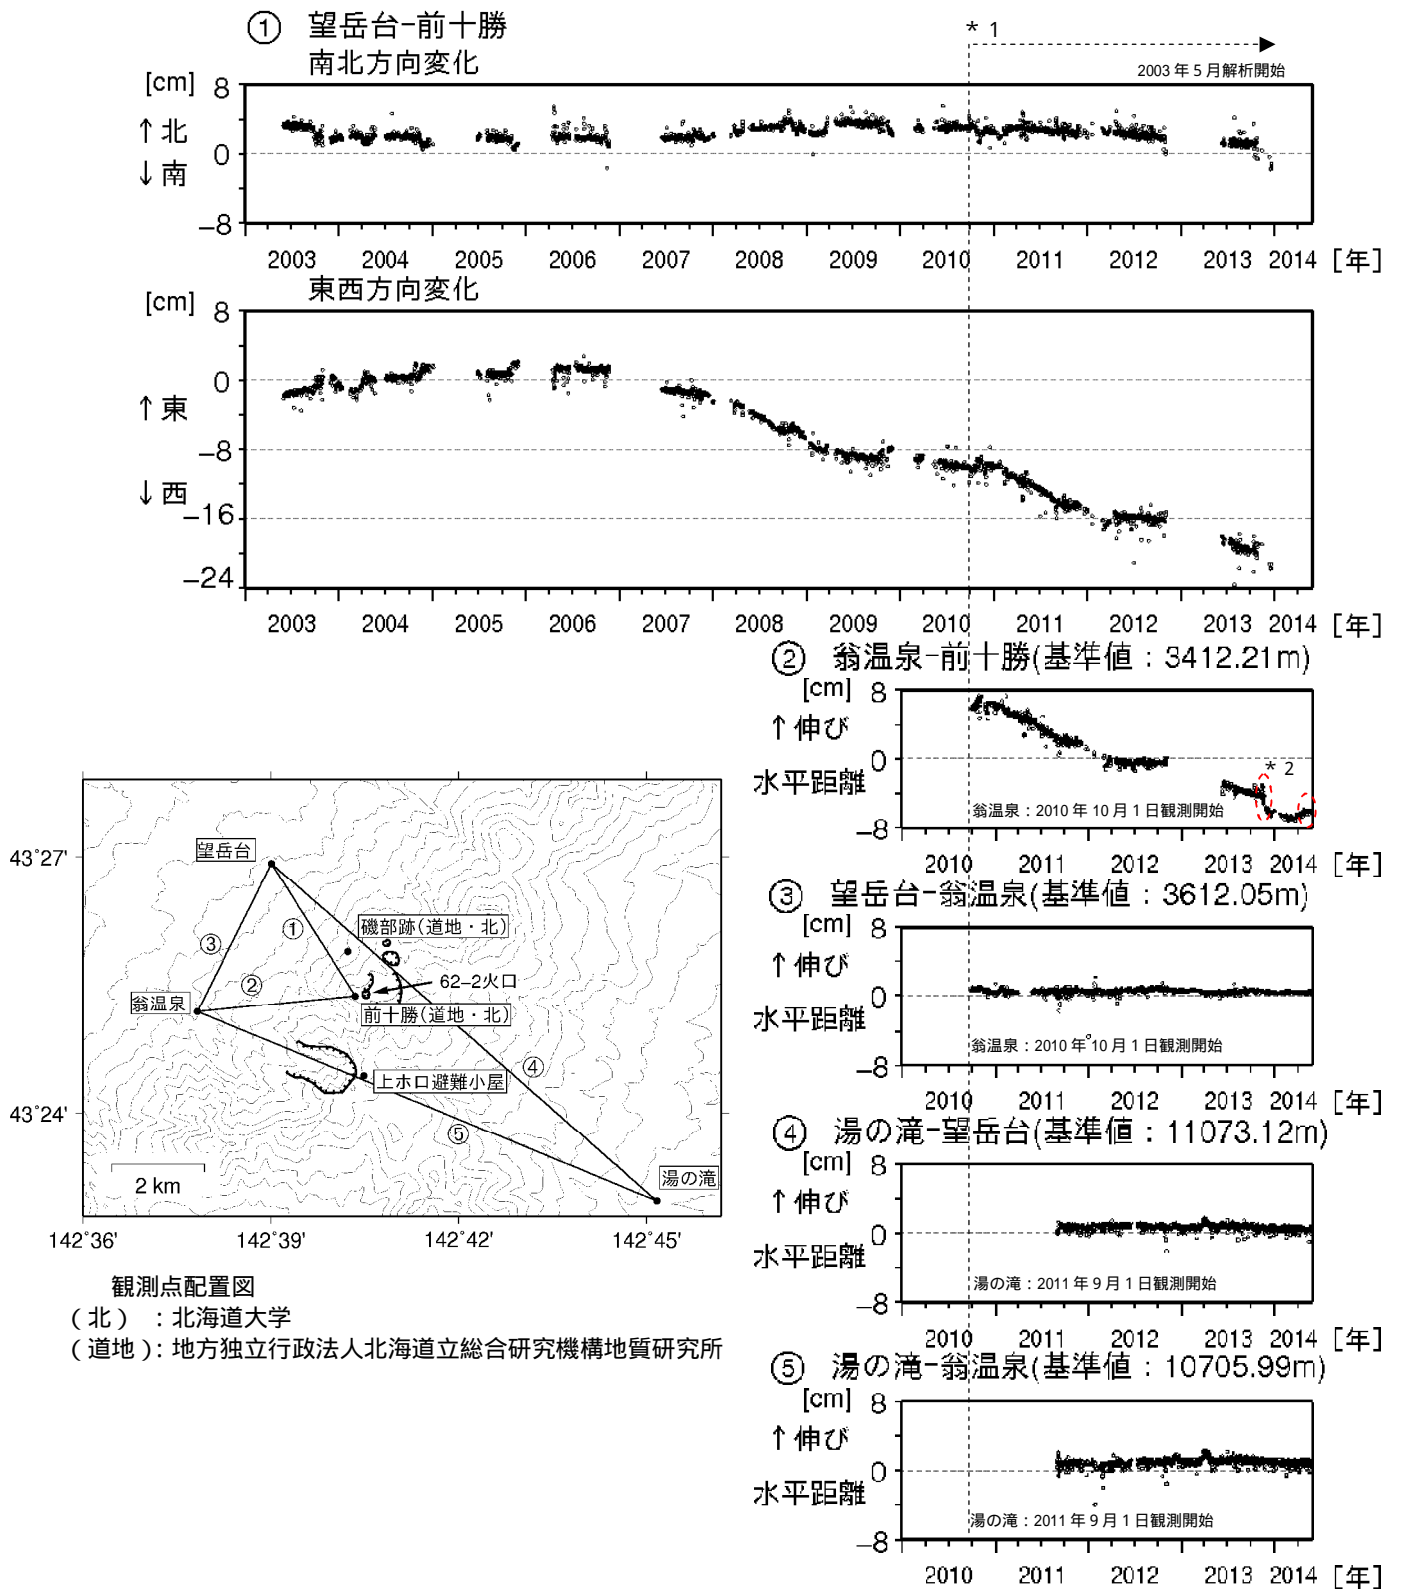 ① 望岳台-前十勝
* 1
南北方向変化
2003年5月解析開始
[cm]
8
↑北
0
↓南
-8
2003 2004 2005 2006 2007 2008 2009 2010 2011 2012 2013 2014 [年]
東西方向変化
[cm]
8
0
↑東
-8
↓西
-16
-24
2003 2004 2005 2006 2007 2008 2009 2010 2011 2012 2013 2014 [年]
② 翁温泉-前十勝(基準値：3412.21m)
[cm]
8
↑伸び
0
水平距離
* 2
翁温泉：2010年10月1日観測開始
-8
2010 2011 2012 2013 2014 [年]
③ 望岳台-翁温泉(基準値：3612.05m)
[cm]
8
↑伸び
0
水平距離
翁温泉：2010年10月1日観測開始
-8
2010 2011 2012 2013 2014 [年]
④ 湯の滝-望岳台(基準値：11073.12m)
[cm]
8
↑伸び
0
水平距離
湯の滝：2011年9月1日観測開始
-8
2010 2011 2012 2013 2014 [年]
⑤ 湯の滝-翁温泉(基準値：10705.99m)
[cm]
8
↑伸び
0
水平距離
湯の滝：2011年9月1日観測開始
-8
2010 2011 2012 2013 2014 [年]
43°27'
望岳台
①
磯部跡(道地・北)
③
②
62-2火口
翁温泉
前十勝(道地・北)
④
上ホロ避難小屋
43°24'
⑤
湯の滝
2 km
142°36' 142°39' 142°42' 142°45'
観測点配置図
(北) ：北海道大学
(道地)：地方独立行政法人北海道立総合研究機構地質研究所